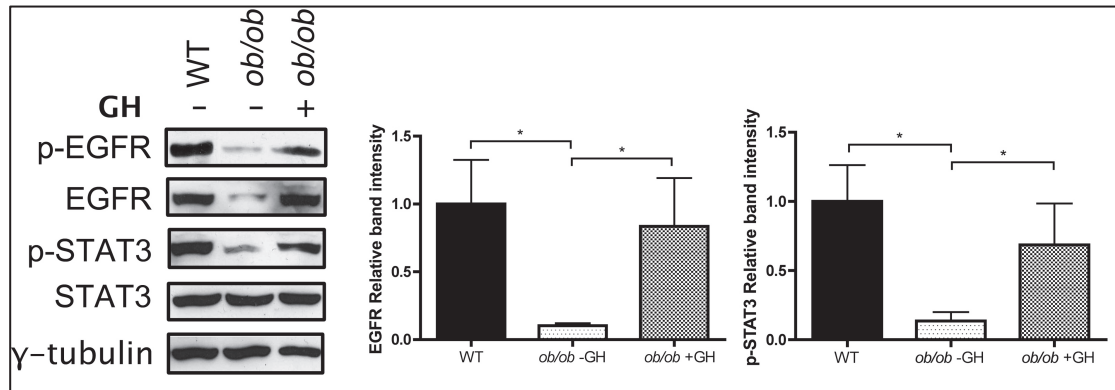 WT
ob/ob
ob/ob
GH - - +
p-EGFR
EGFR
p-STAT3
STAT3
γ-tubulin
EGFR Relative band intensity
1.5
1.0
0.5
0.0
*
*
WT
ob/ob -GH
ob/ob +GH
p-STAT3 Relative band intensity
1.5
1.0
0.5
0.0
*
*
WT
ob/ob -GH
ob/ob +GH